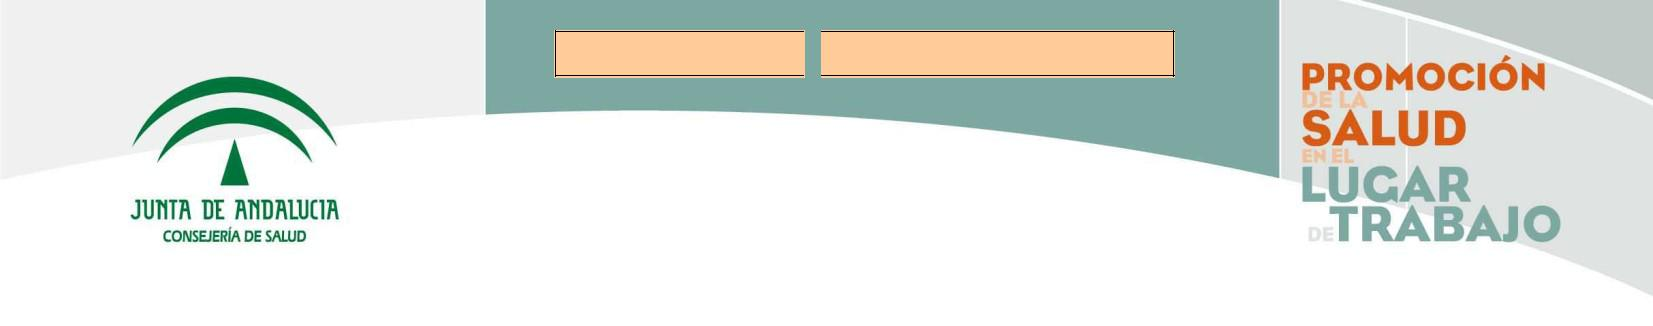 JUNTA DE ANDALUCIA
CONSEJERÍA DE SALUD
PROMOCIÓN
DE LA
SALUD
EN EL
LUGAR
DE TRABAJO